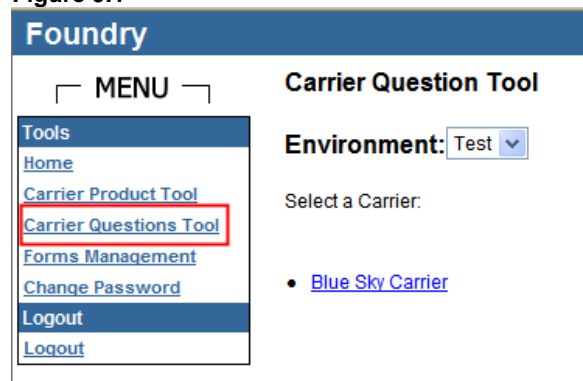 Foundry
MENU
Tools
Home
Carrier Product Tool
Carrier Questions Tool
Forms Management
Change Password
Logout
Logout
Carrier Question Tool
Environment: Test
Select a Carrier:
• Blue Sky Carrier